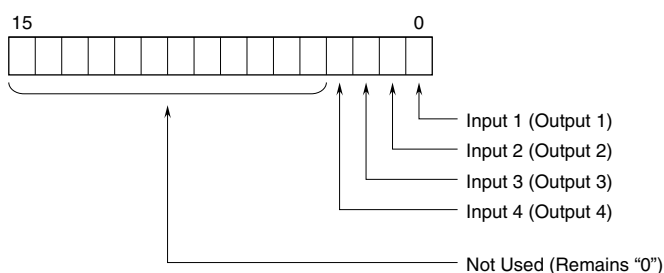 15 0
Input 1 (Output 1)
Input 2 (Output 2)
Input 3 (Output 3)
Input 4 (Output 4)
Not Used (Remains “0”)